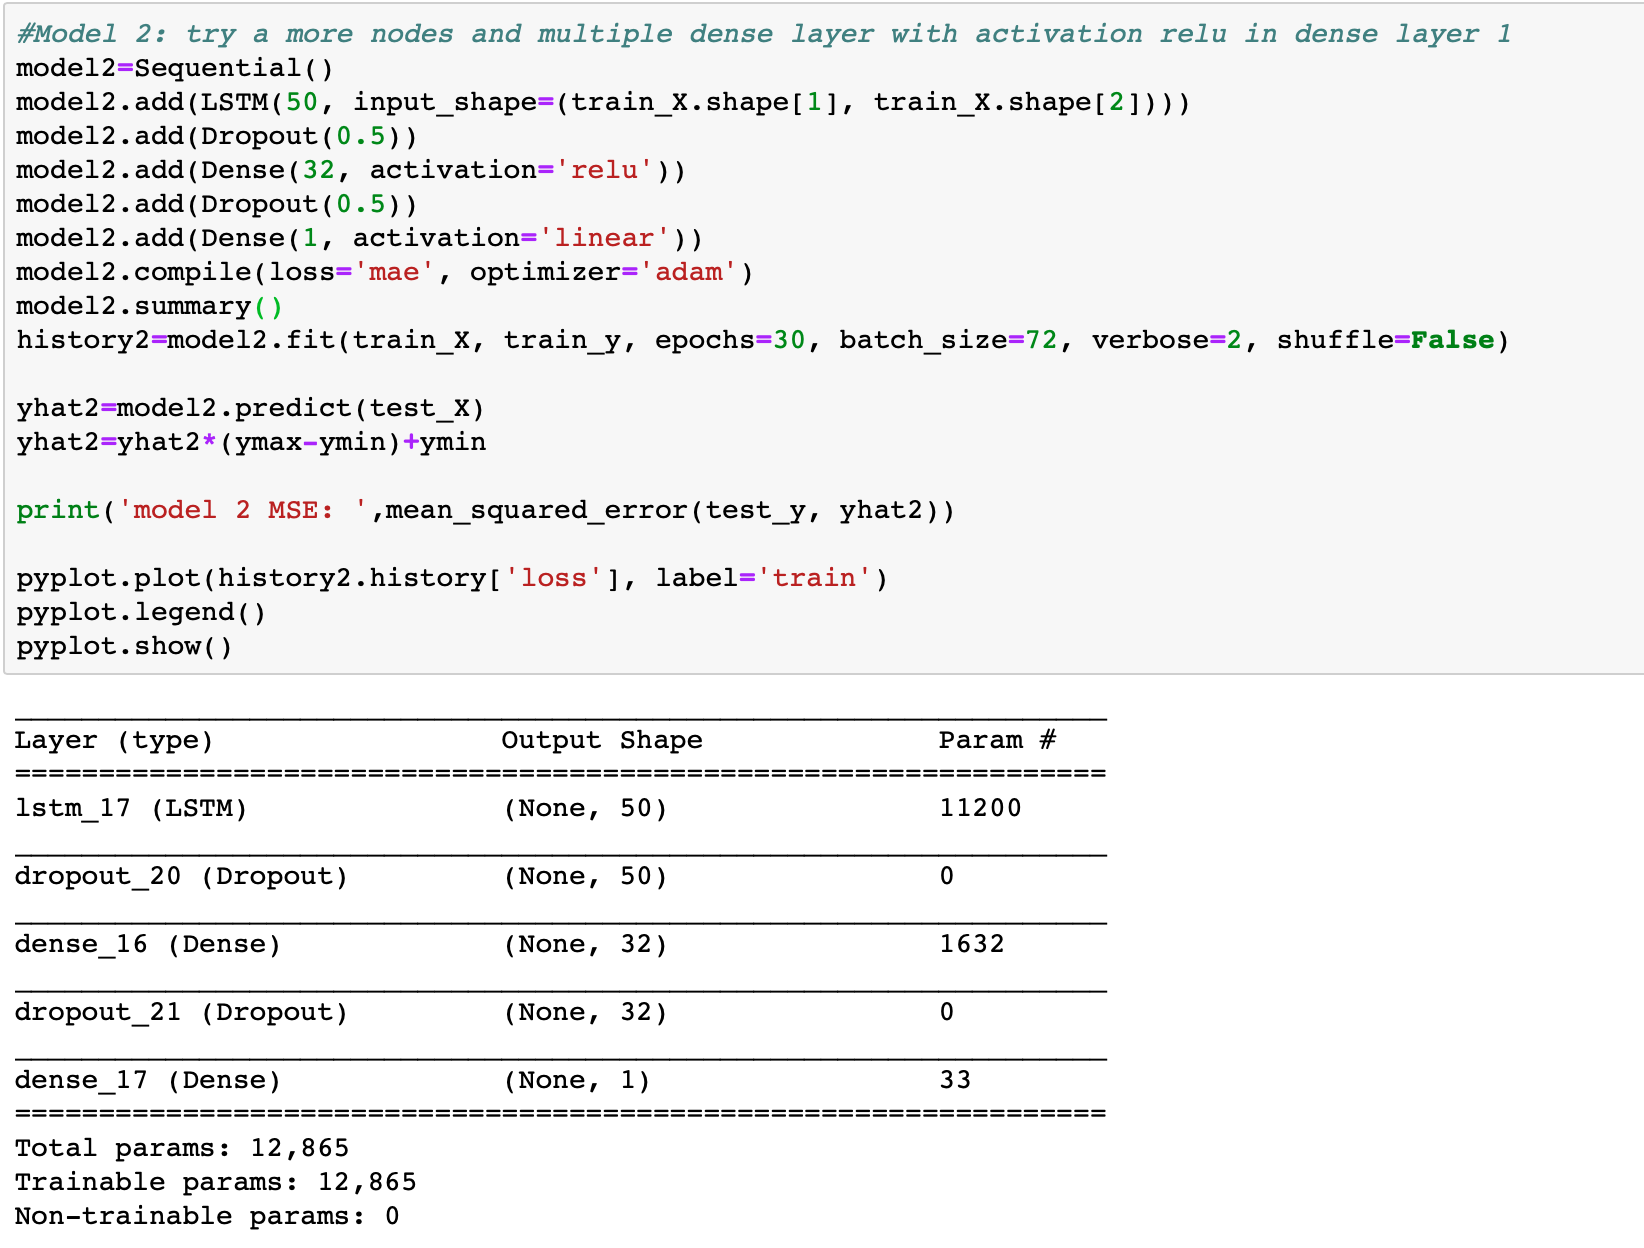 #Model 2: try a more nodes and multiple dense layer with activation relu in dense layer 1
model2=Sequential()
model2.add(LSTM(50, input_shape=(train_X.shape[1], train_X.shape[2])))
model2.add(Dropout(0.5))
model2.add(Dense(32, activation='relu'))
model2.add(Dropout(0.5))
model2.add(Dense(1, activation='linear'))
model2.compile(loss='mae', optimizer='adam')
model2.summary()
history2=model2.fit(train_X, train_y, epochs=30, batch_size=72, verbose=2, shuffle=False)

yhat2=model2.predict(test_X)
yhat2=yhat2*(ymax-ymin)+ymin

print('model 2 MSE: ',mean_squared_error(test_y, yhat2))

pyplot.plot(history2.history['loss'], label='train')
pyplot.legend()
pyplot.show()

_________________________________________________________________
Layer (type)                 Output Shape              Param #
=================================================================
lstm_17 (LSTM)               (None, 50)                11200
_________________________________________________________________
dropout_20 (Dropout)         (None, 50)                0
_________________________________________________________________
dense_16 (Dense)             (None, 32)                1632
_________________________________________________________________
dropout_21 (Dropout)         (None, 32)                0
_________________________________________________________________
dense_17 (Dense)             (None, 1)                 33
=================================================================
Total params: 12,865
Trainable params: 12,865
Non-trainable params: 0